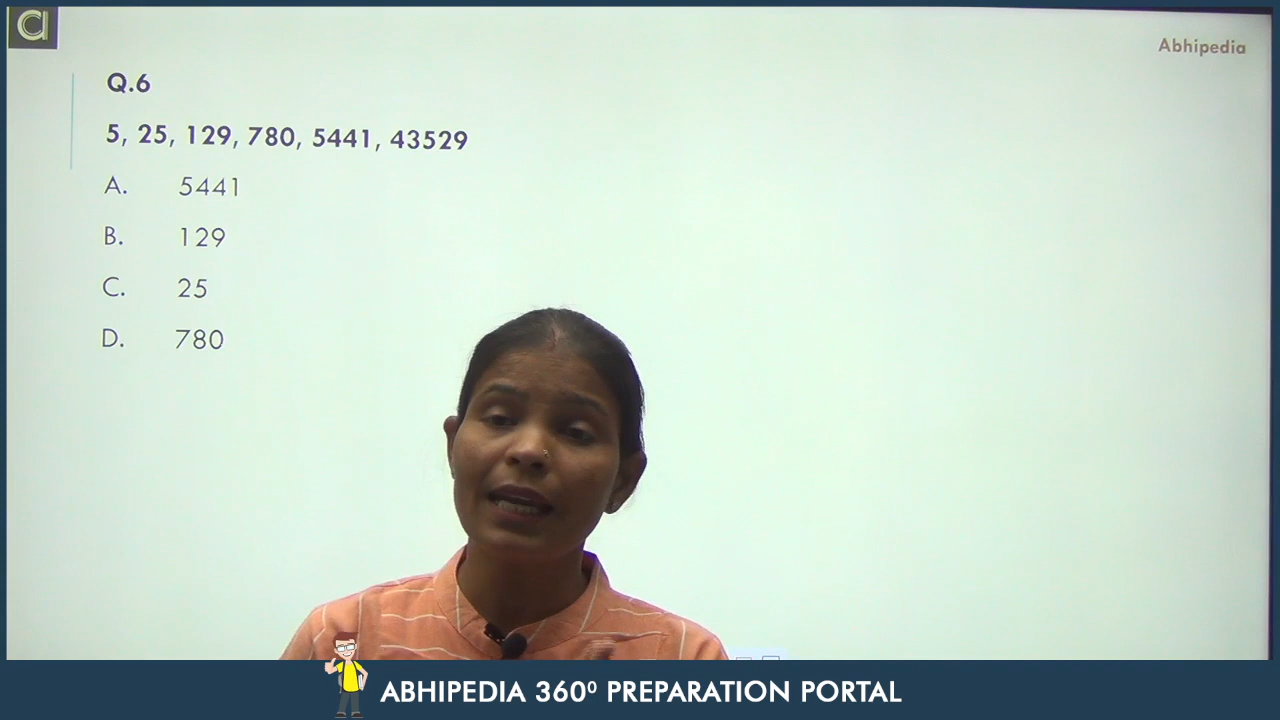 a
Abhipedia
Q.6
5, 25, 129, 780, 5441, 43529
A. 5441
B. 129
C. 25
D. 780
ABHIPEDIA 360⁰ PREPARATION PORTAL